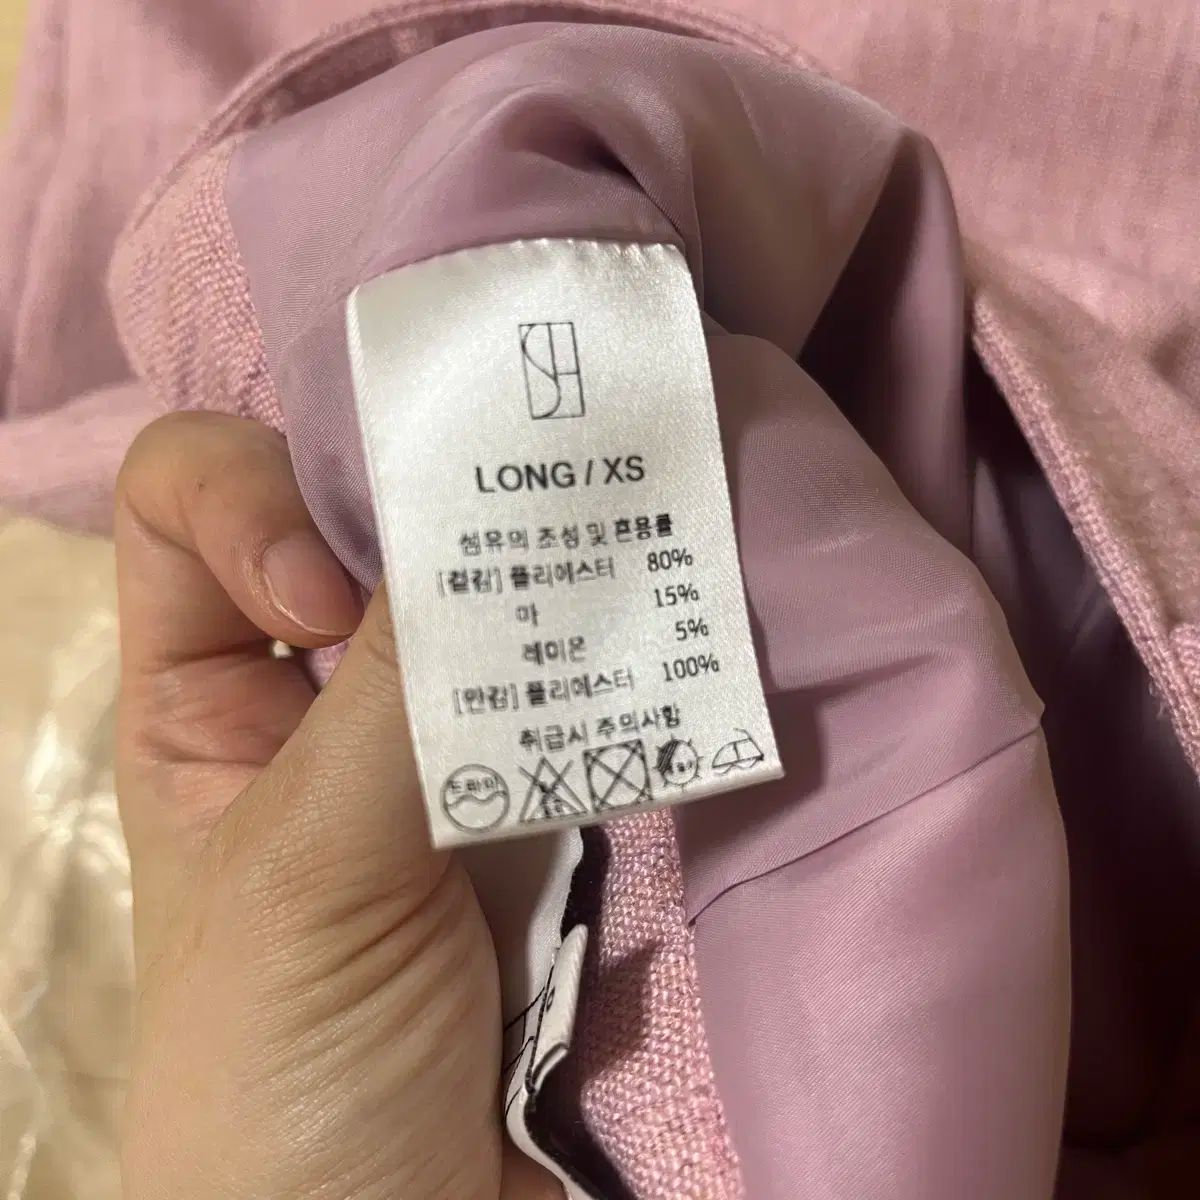 LONG / XS
섬유의 조성 및 혼용률
[겉감] 폴리에스터 80%
마 15%
레이온 5%
[안감] 폴리에스터 100%
취급시 주의사항
드라이